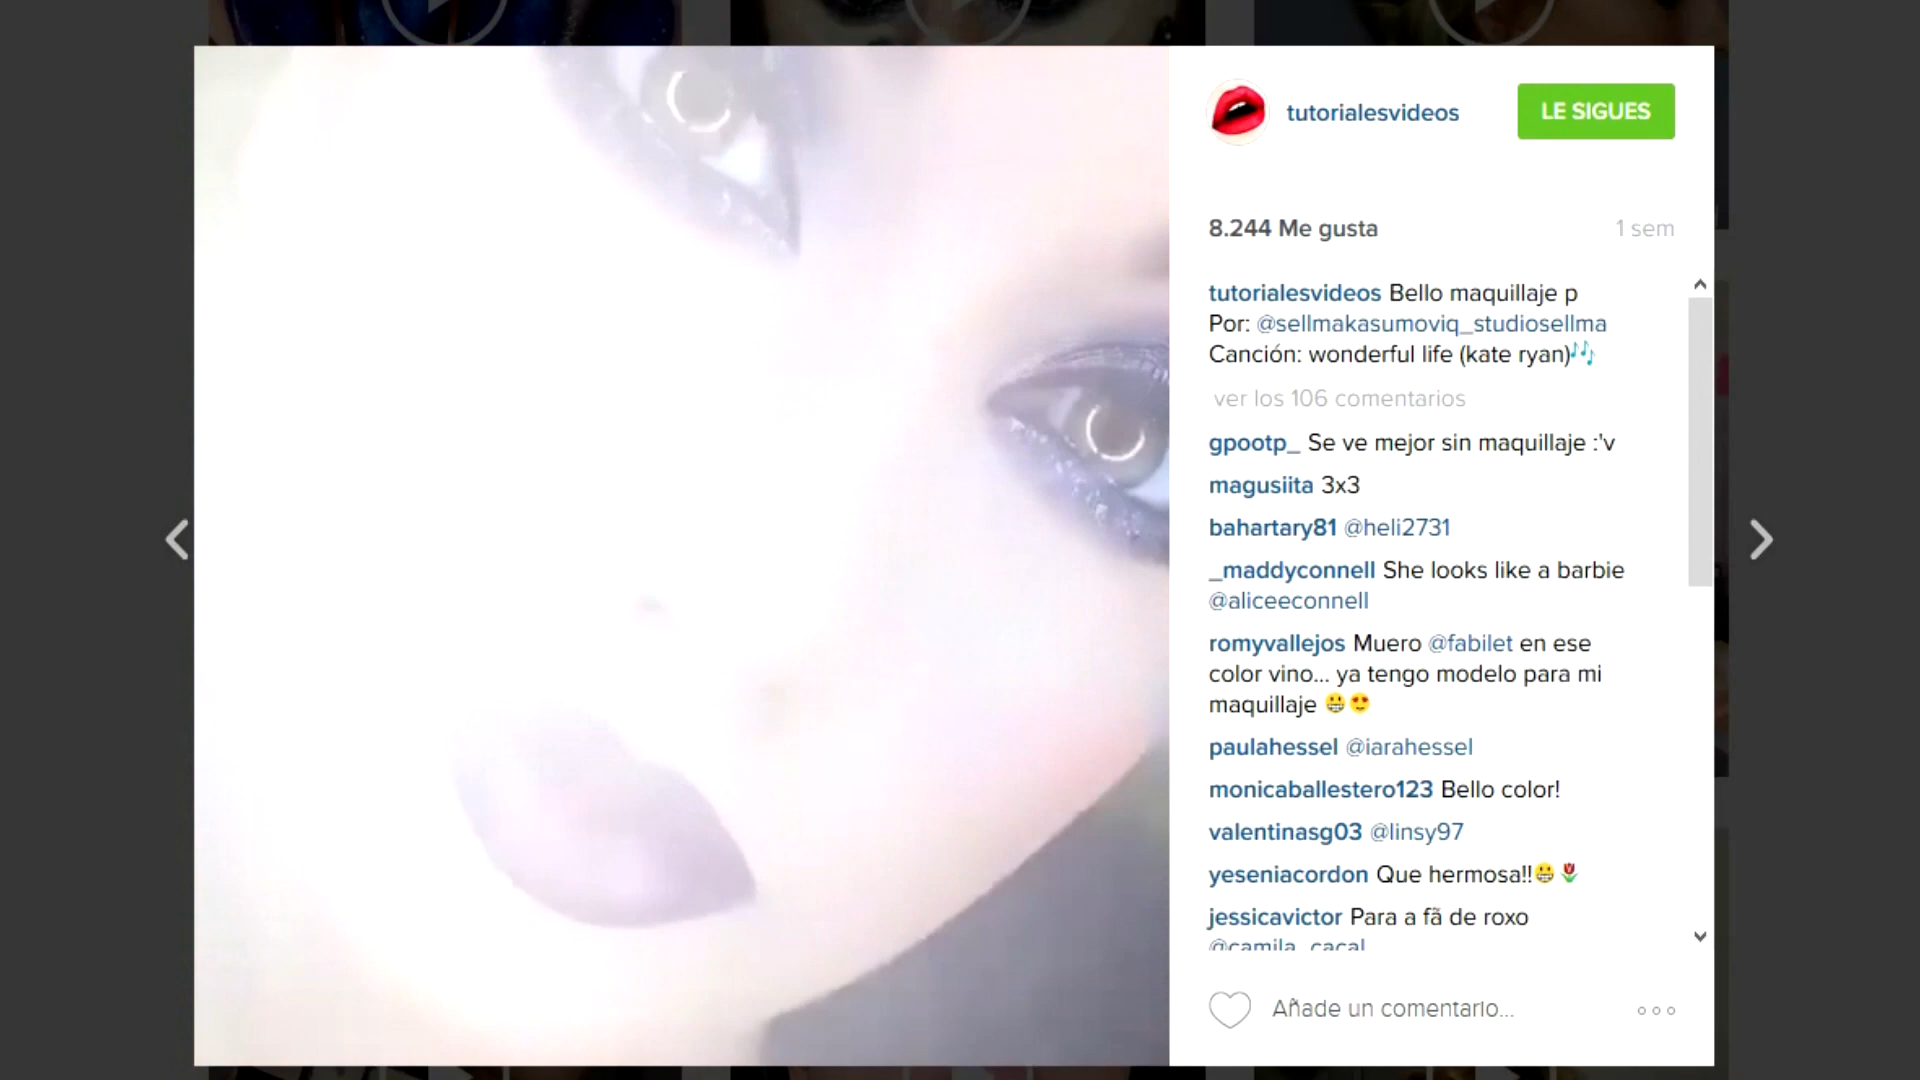 tutorialesvideos
LE SIGUES
8.244 Me gusta
1 sem
tutorialesvideos Bello maquillaje p
Por: @sellmakasumoviq_studiosellma
Canción: wonderful life (kate ryan)🎶
ver los 106 comentarios
gpootp_ Se ve mejor sin maquillaje :'v
magusiita 3x3
bahartary81 @heli2731
_maddyconnell She looks like a barbie
@aliceeconnell
romyvallejos Muero @fabilet en ese
color vino... ya tengo modelo para mi
maquillaje 😁😍
paulahessel @iarahessel
monicaballestero123 Bello color!
valentinasg03 @linsy97
yeseniacordon Que hermosa!!😁🌷
jessicavictor Para a fã de roxo
@camila_cacal
Añade un comentario...